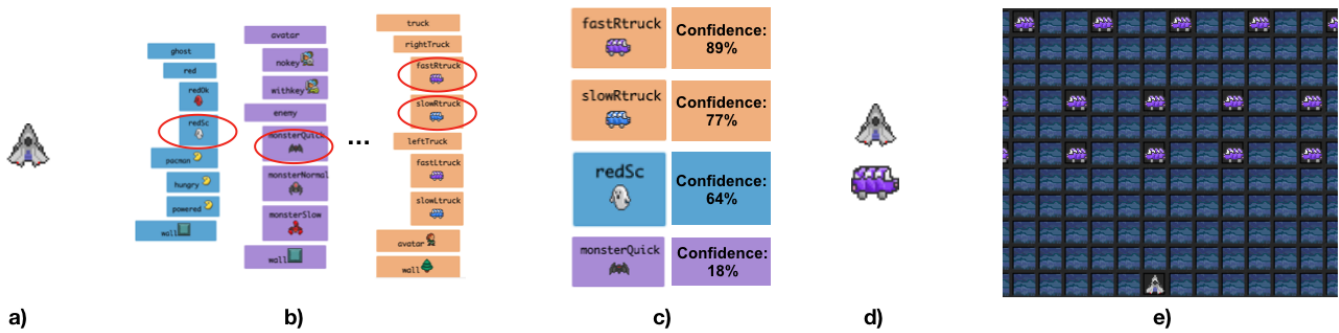 ghost
red
redOk
redSc
pacman
hungry
powered
wall
avatar
nokey
withkey
enemy
monsterQuick
monsterNormal
monsterSlow
wall
...
truck
rightTruck
fastRtruck
slowRtruck
leftTruck
fastLtruck
slowLtruck
avatar
wall
fastRtruck
Confidence:
89%
slowRtruck
Confidence:
77%
redSc
Confidence:
64%
monsterQuick
Confidence:
18%
a)
b)
c)
d)
e)